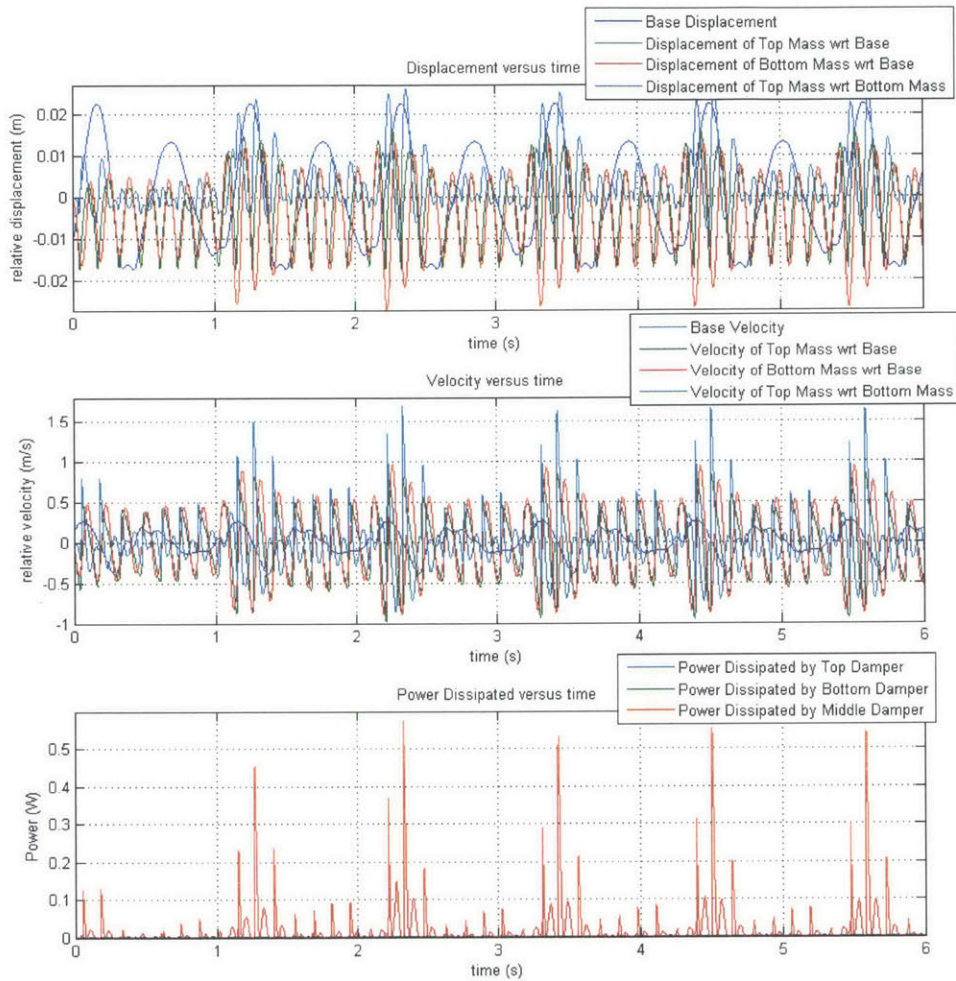 Base Displacement
Displacement of Top Mass wrt Base
Displacement of Bottom Mass wrt Base
Displacement of Top Mass wrt Bottom Mass
Displacement versus time
relative displacement (m)
0.02
0.01
0
-0.01
-0.02
0 1 2 3 4 5 6
time (s)
Base Velocity
Velocity of Top Mass wrt Base
Velocity of Bottom Mass wrt Base
Velocity of Top Mass wrt Bottom Mass
Velocity versus time
relative velocity (m/s)
1.5
1
0.5
0
-0.5
-1
0 1 2 3 4 5 6
time (s)
Power Dissipated by Top Damper
Power Dissipated by Bottom Damper
Power Dissipated by Middle Damper
Power Dissipated versus time
Power (W)
0.5
0.4
0.3
0.2
0.1
0
0 1 2 3 4 5 6
time (s)